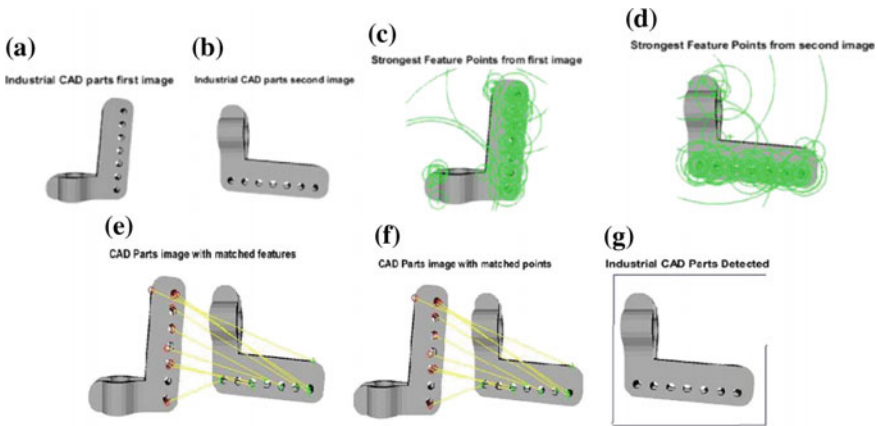 (a)
Industrial CAD parts first image
(b)
Industrial CAD parts second image
(c)
Strongest Feature Points from first image
(d)
Strongest Feature Points from second image
(e)
CAD Parts image with matched features
(f)
CAD Parts image with matched points
(g)
Industrial CAD Parts Detected